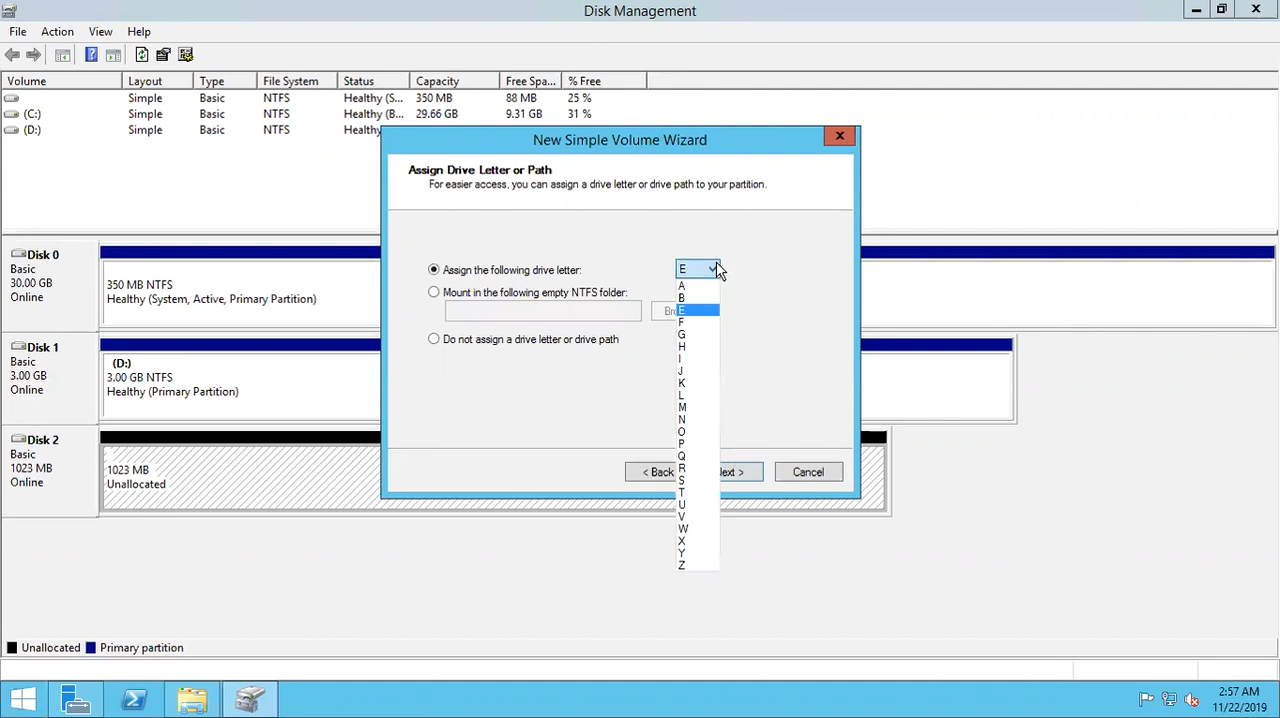 Disk Management
File Action View Help
Volume Layout Type File System Status Capacity Free Spa... % Free
Simple Basic NTFS Healthy (S... 350 MB 88 MB 25 %
(C:) Simple Basic NTFS Healthy (B... 29.66 GB 9.31 GB 31 %
(D:) Simple Basic NTFS Healthy
New Simple Volume Wizard
Assign Drive Letter or Path
For easier access, you can assign a drive letter or drive path to your partition.
Assign the following drive letter: E
Mount in the following empty NTFS folder:
Bro
Do not assign a drive letter or drive path
A
B
E
F
G
H
I
J
K
L
M
N
O
P
Q
R
S
T
U
V
W
X
Y
Z
< Back Next > Cancel
Disk 0
Basic
30.00 GB
Online
350 MB NTFS
Healthy (System, Active, Primary Partition)
Disk 1
Basic
3.00 GB
Online
(D:)
3.00 GB NTFS
Healthy (Primary Partition)
Disk 2
Basic
1023 MB
Online
1023 MB
Unallocated
Unallocated Primary partition
2:57 AM
11/22/2019